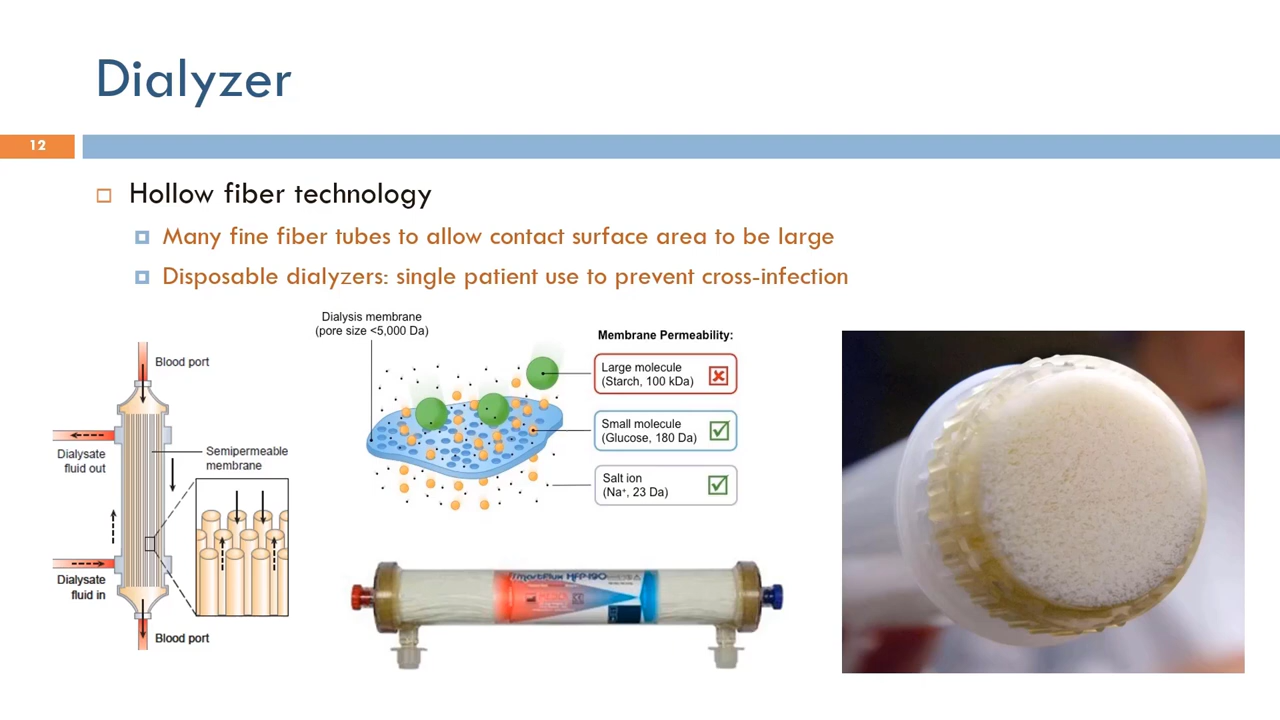 Dialyzer
12
Hollow fiber technology
Many fine fiber tubes to allow contact surface area to be large
Disposable dialyzers: single patient use to prevent cross-infection
Blood port
Dialysate
fluid out
Semipermeable
membrane
Dialysate
fluid in
Blood port
Dialysis membrane
(pore size <5,000 Da)
Membrane Permeability:
Large molecule
(Starch, 100 kDa)
Small molecule
(Glucose, 180 Da)
Salt ion
(Na⁺, 23 Da)
HFP-190